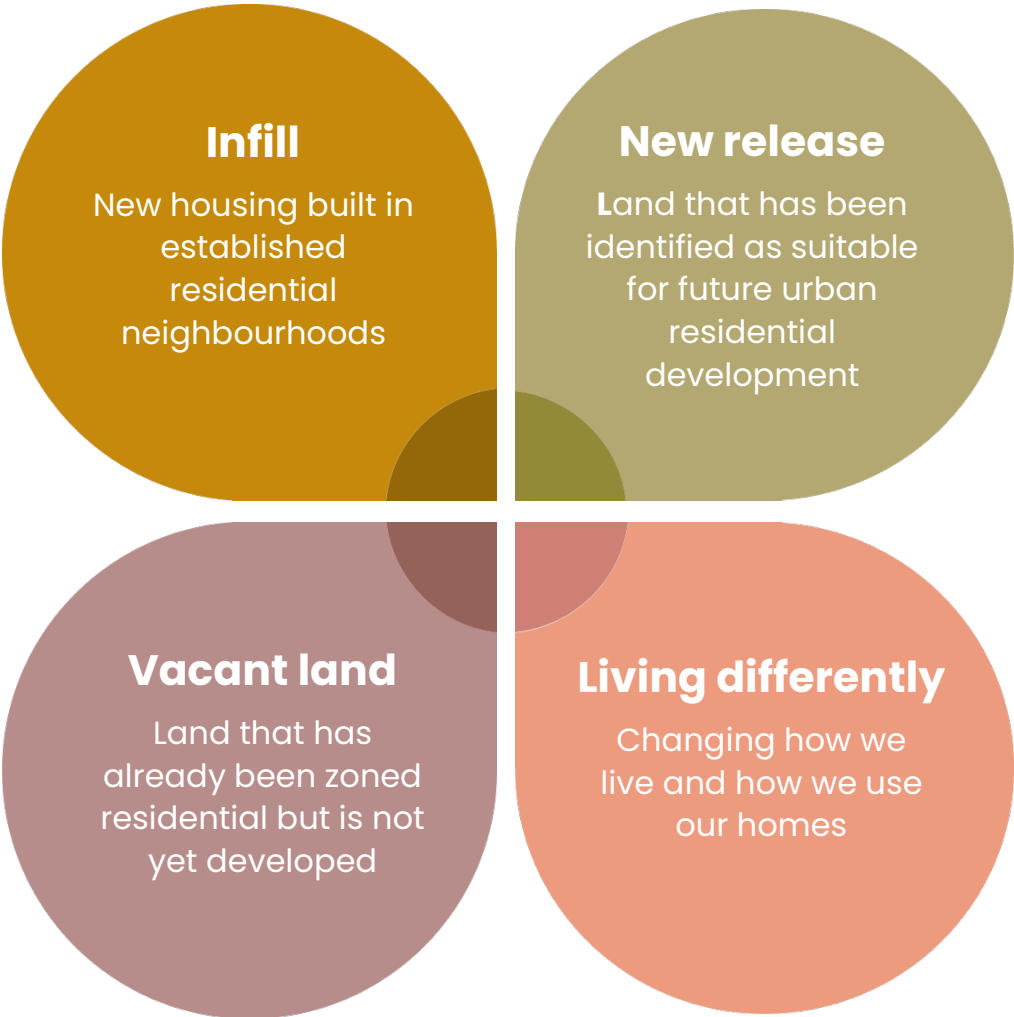 Infill
New housing built in
established
residential
neighbourhoods
New release
Land that has been
identified as suitable
for future urban
residential
development
Vacant land
Land that has
already been zoned
residential but is not
yet developed
Living differently
Changing how we
live and how we use
our homes